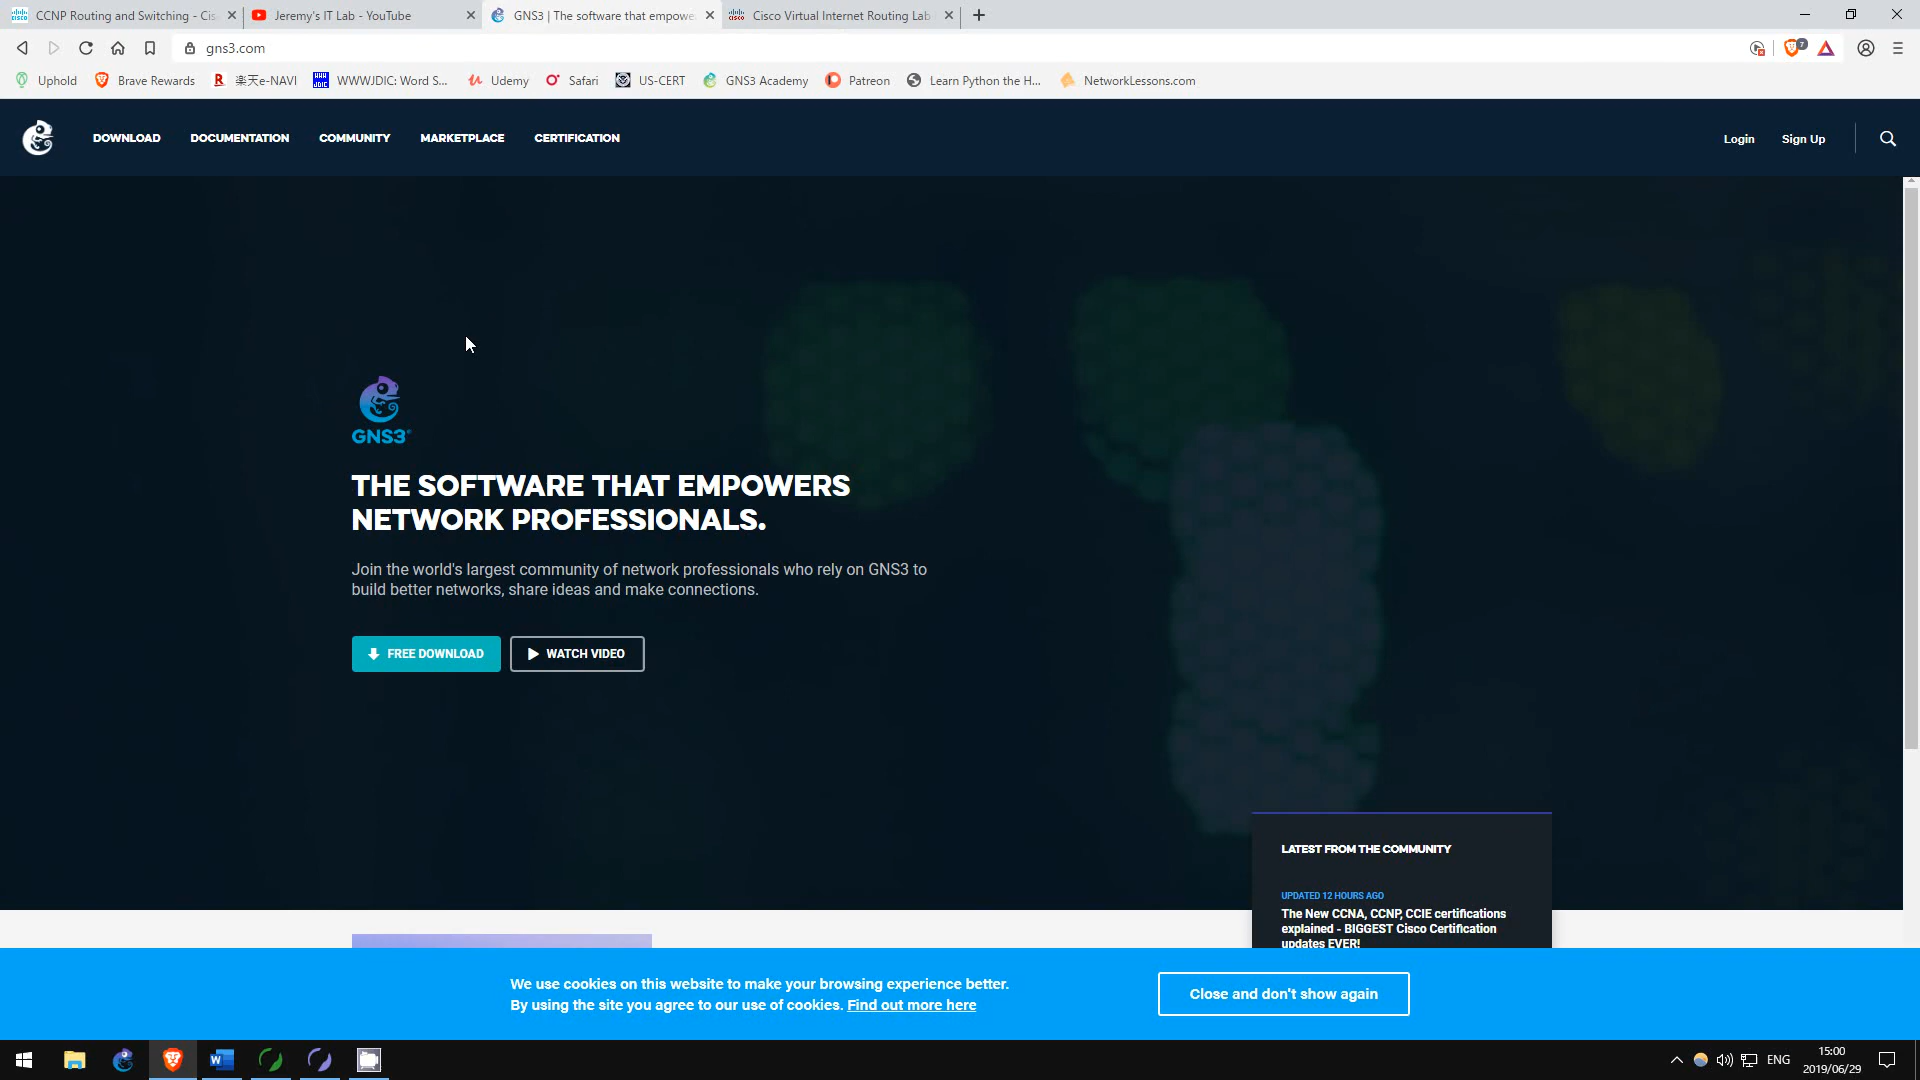 CCNP Routing and Switching - Cis
Jeremy's IT Lab - YouTube
GNS3 | The software that empowe
Cisco Virtual Internet Routing Lab
gns3.com
7
Uphold
Brave Rewards
楽天e-NAVI
WWWJDIC: Word S...
Udemy
Safari
US-CERT
GNS3 Academy
Patreon
Learn Python the H...
NetworkLessons.com
DOWNLOAD
DOCUMENTATION
COMMUNITY
MARKETPLACE
CERTIFICATION
Login
Sign Up
GNS3
THE SOFTWARE THAT EMPOWERS
NETWORK PROFESSIONALS.
Join the world's largest community of network professionals who rely on GNS3 to
build better networks, share ideas and make connections.
FREE DOWNLOAD
WATCH VIDEO
LATEST FROM THE COMMUNITY
UPDATED 12 HOURS AGO
The New CCNA, CCNP, CCIE certifications
explained - BIGGEST Cisco Certification
updates EVER!
We use cookies on this website to make your browsing experience better.
By using the site you agree to our use of cookies. Find out more here
Close and don't show again
ENG
15:00
2019/06/29